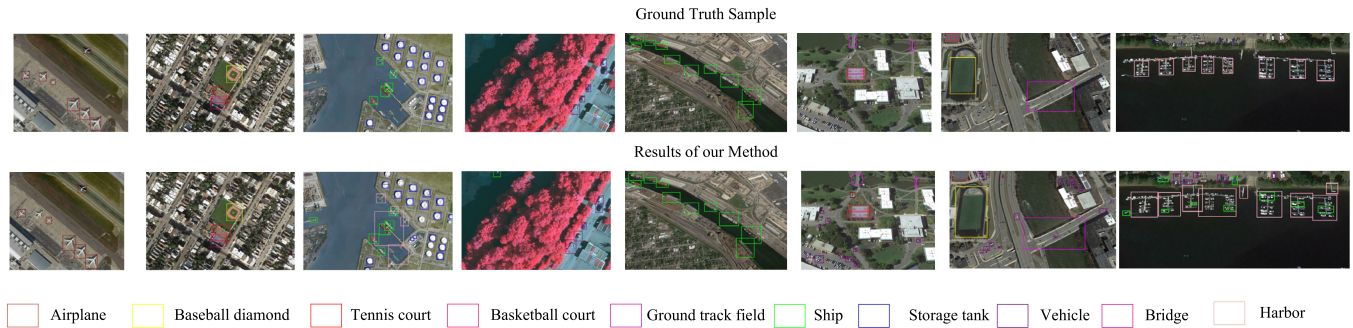 Ground Truth Sample
Results of our Method
Airplane Baseball diamond Tennis court Basketball court Ground track field Ship Storage tank Vehicle Bridge Harbor